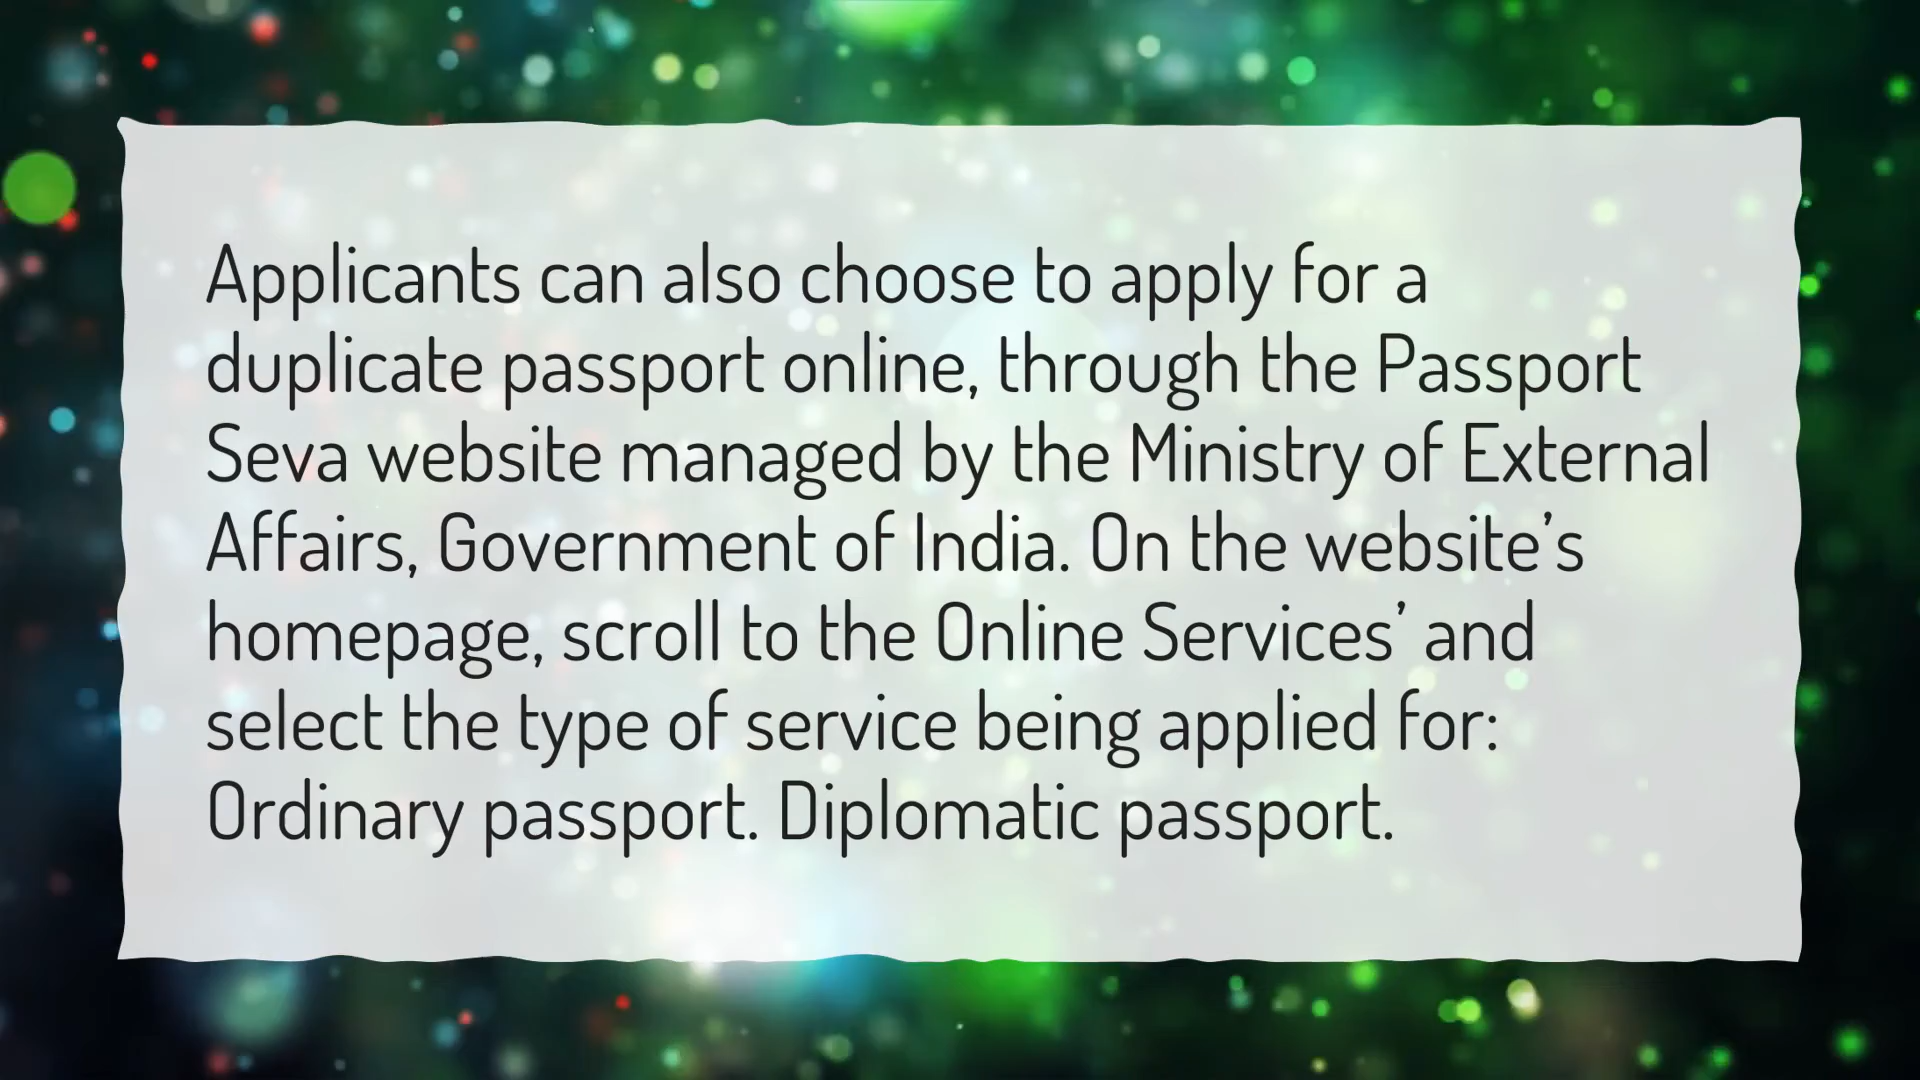 Applicants can also choose to apply for a
duplicate passport online, through the Passport
Seva website managed by the Ministry of External
Affairs, Government of India. On the website’s
homepage, scroll to the Online Services’ and
select the type of service being applied for:
Ordinary passport. Diplomatic passport.